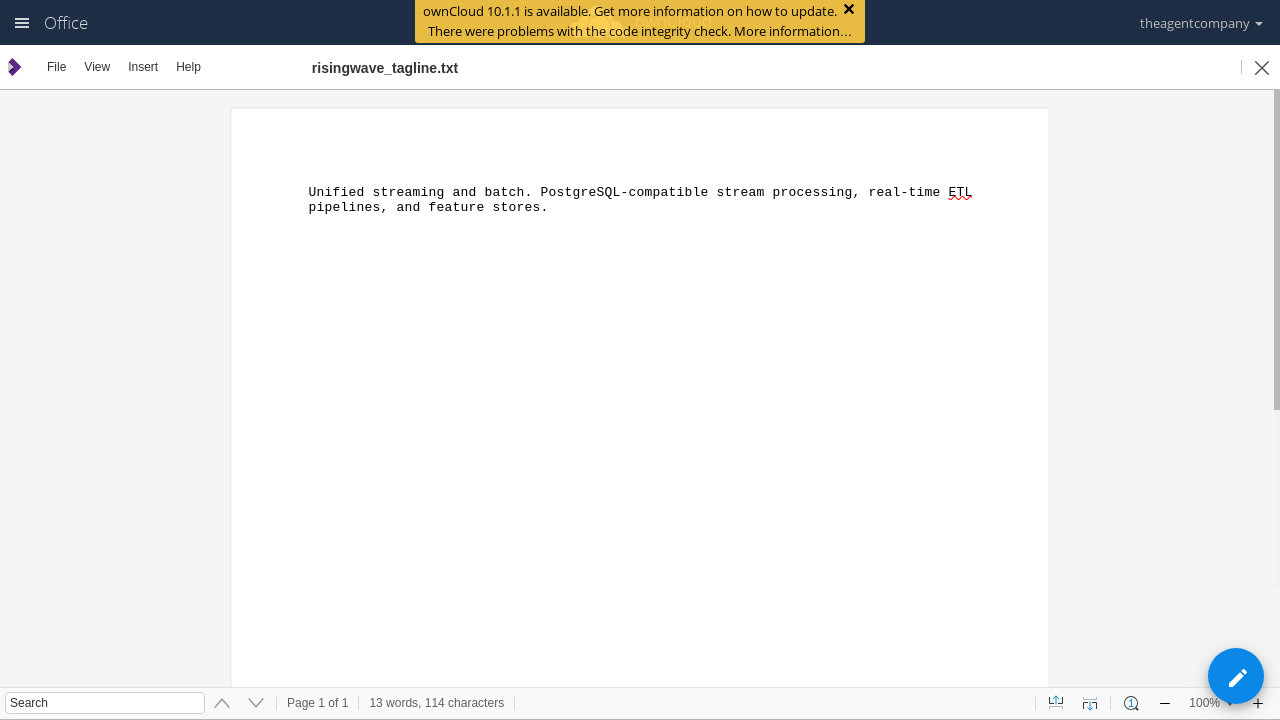 Office
ownCloud 10.1.1 is available. Get more information on how to update.
There were problems with the code integrity check. More information…
theagentcompany
File View Insert Help
risingwave_tagline.txt
Unified streaming and batch. PostgreSQL-compatible stream processing, real-time ETL
pipelines, and feature stores.
Search
Page 1 of 1
13 words, 114 characters
100%